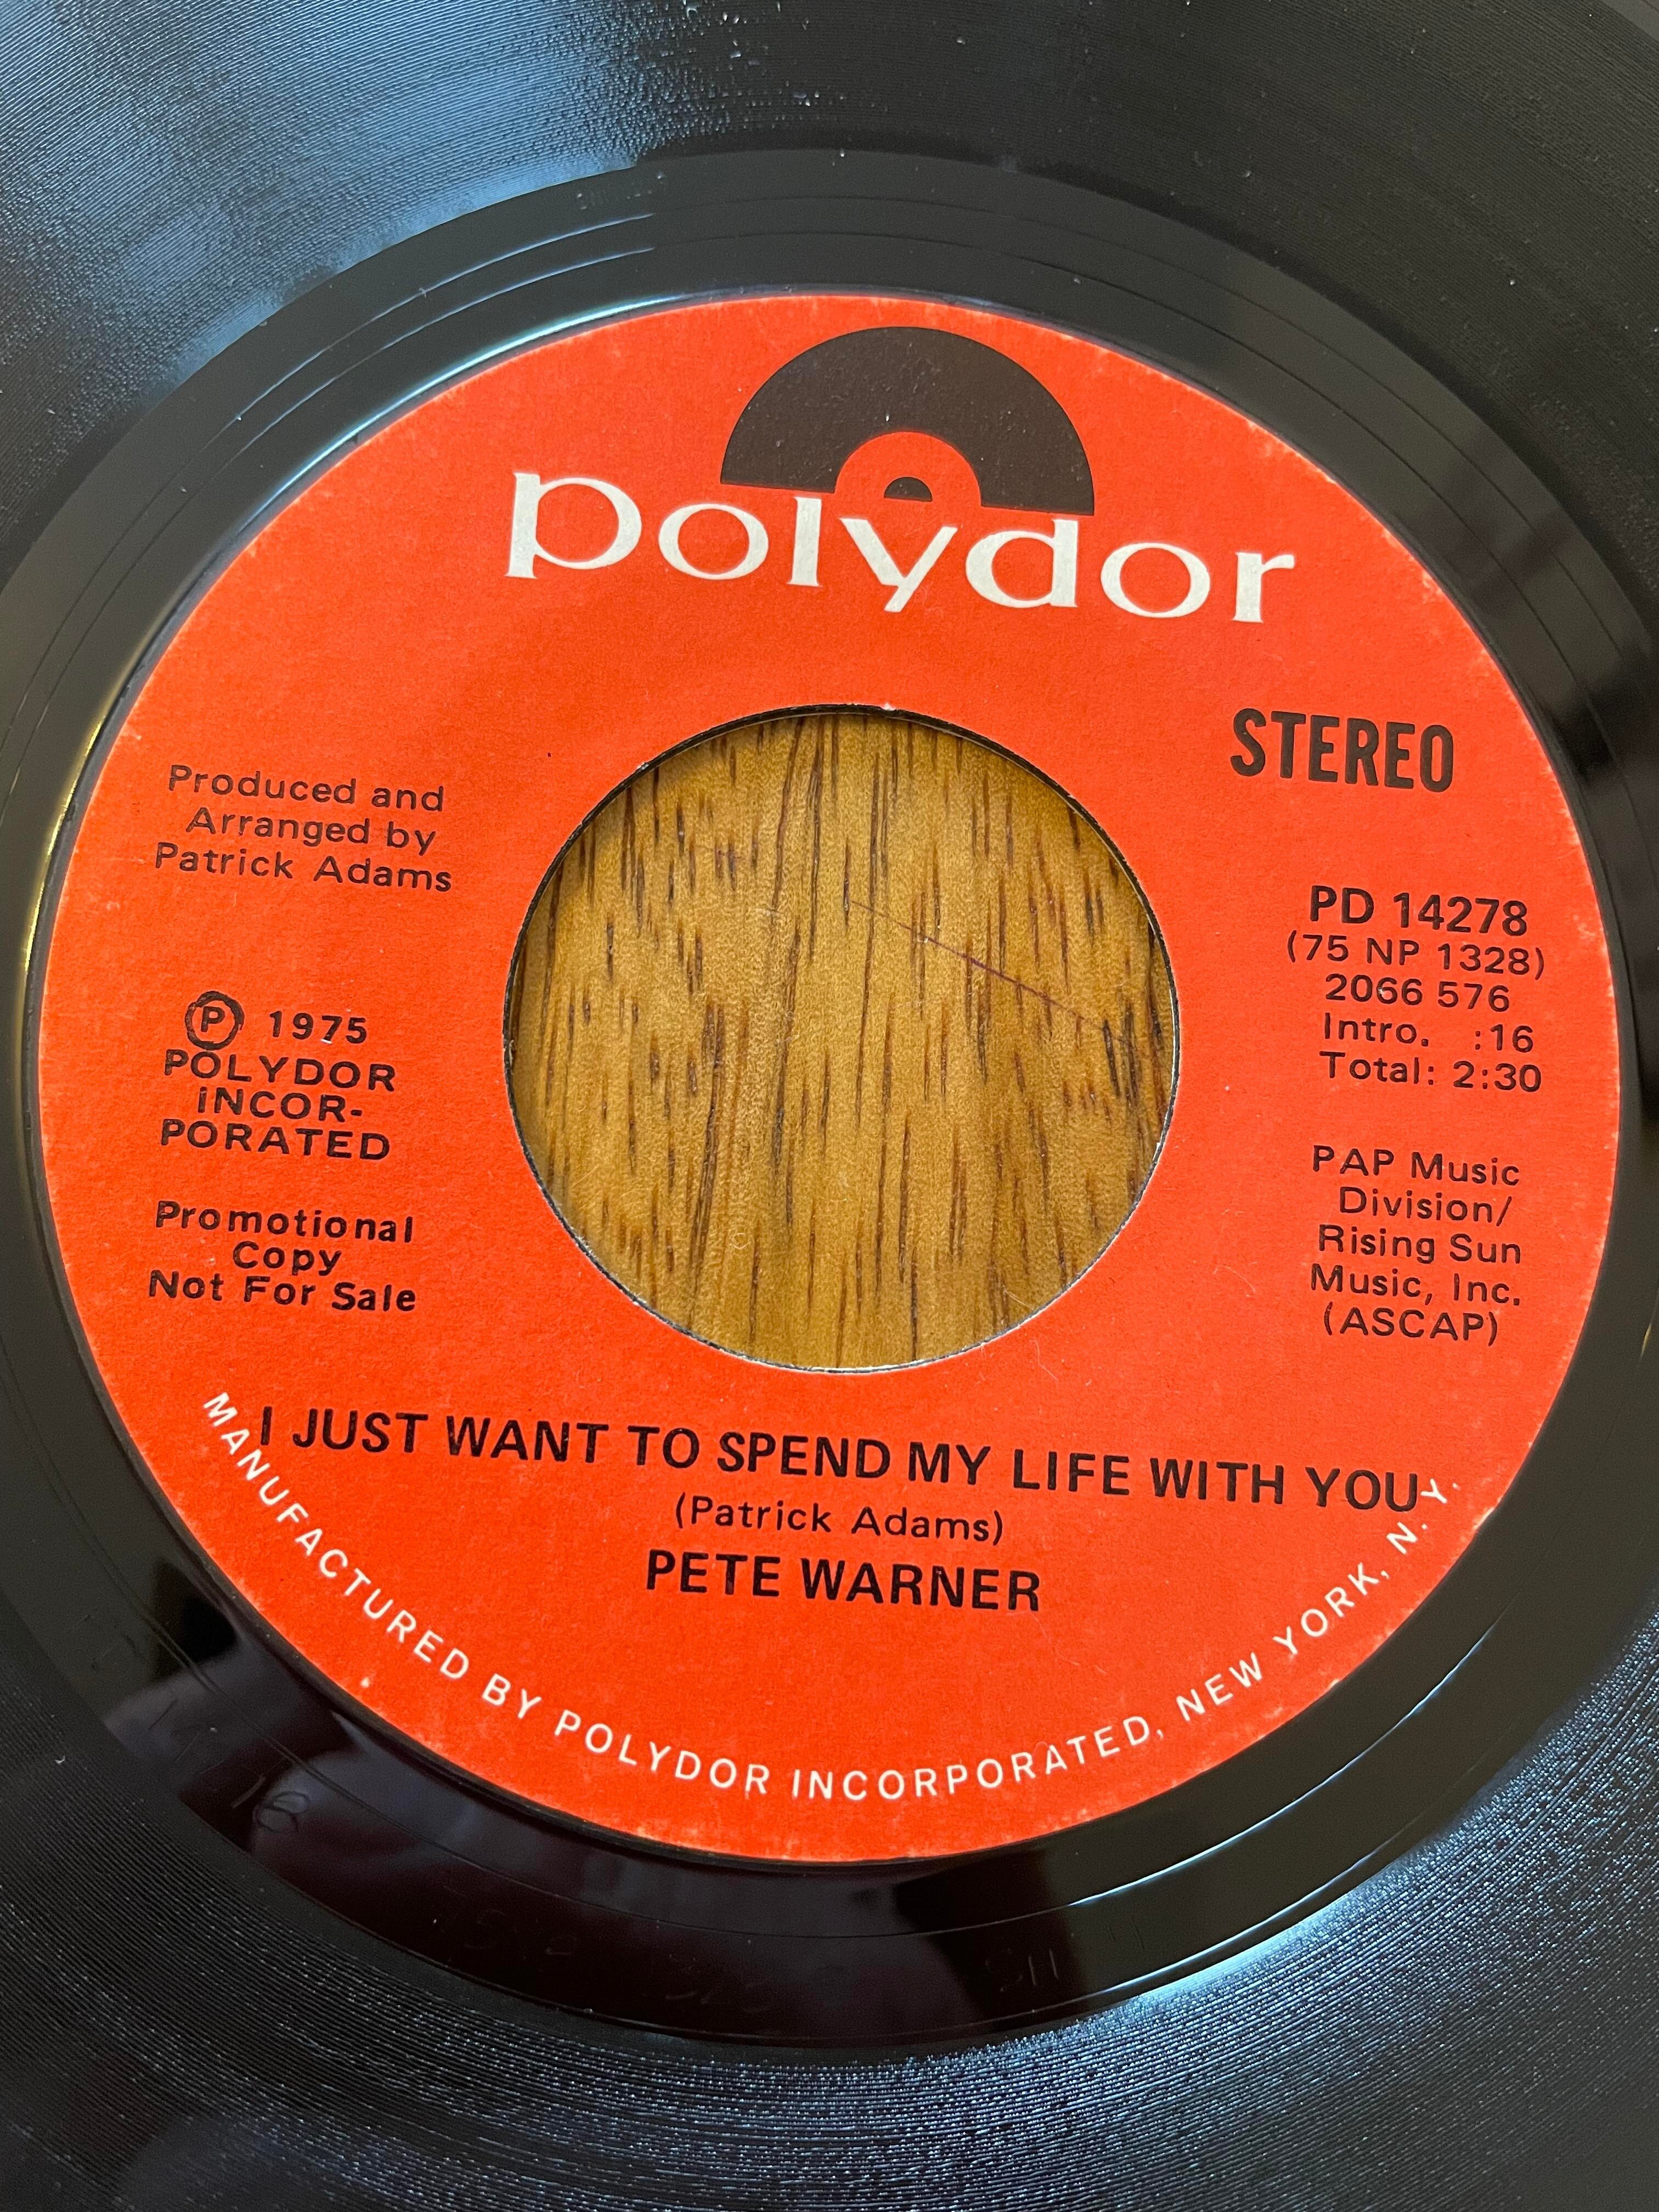 polydor
STEREO
Produced and
Arranged by
Patrick Adams
Ⓟ 1975
POLYDOR
INCOR-
PORATED
Promotional
Copy
Not For Sale
PD 14278
(75 NP 1328)
2066 576
Intro. :16
Total: 2:30
PAP Music
Division/
Rising Sun
Music, Inc.
(ASCAP)
I JUST WANT TO SPEND MY LIFE WITH YOU
(Patrick Adams)
PETE WARNER
MANUFACTURED BY POLYDOR INCORPORATED, NEW YORK, N.Y.